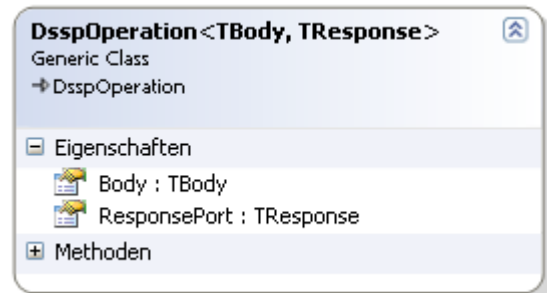 DsspOperation<TBody, TResponse>
Generic Class
DsspOperation
Eigenschaften
Body : TBody
ResponsePort : TResponse
Methoden